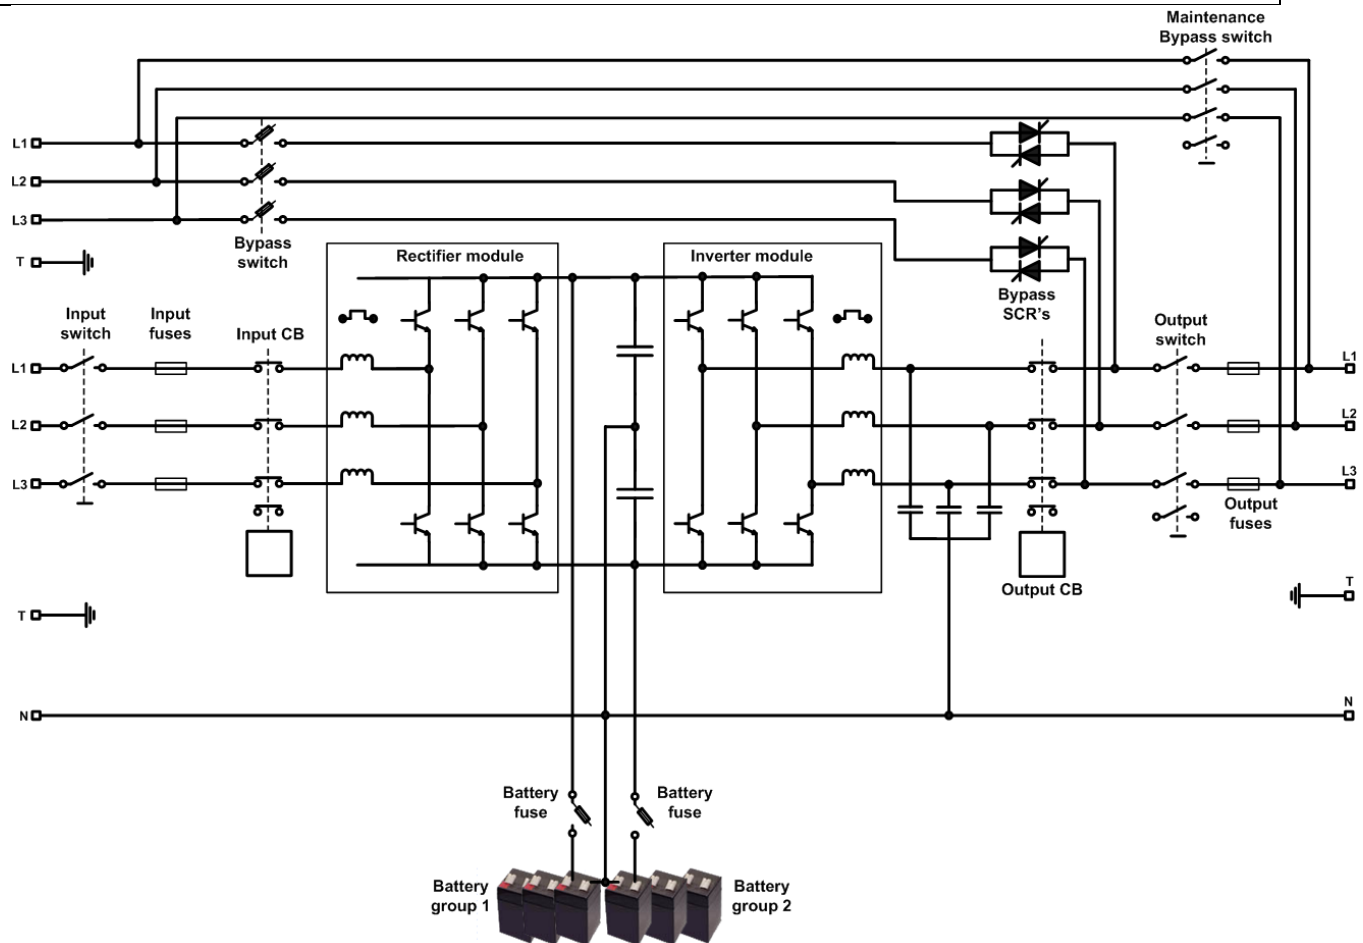 Maintenance
Bypass switch
L1
L2
L3
Bypass
switch
T
Rectifier module
Inverter module
Bypass
SCR's
Input
switch
Input
fuses
Input CB
Output
switch
L1
L2
L3
L1
L2
L3
Output
fuses
Output CB
T
T
N
N
Battery
fuse
Battery
fuse
Battery
group 1
Battery
group 2